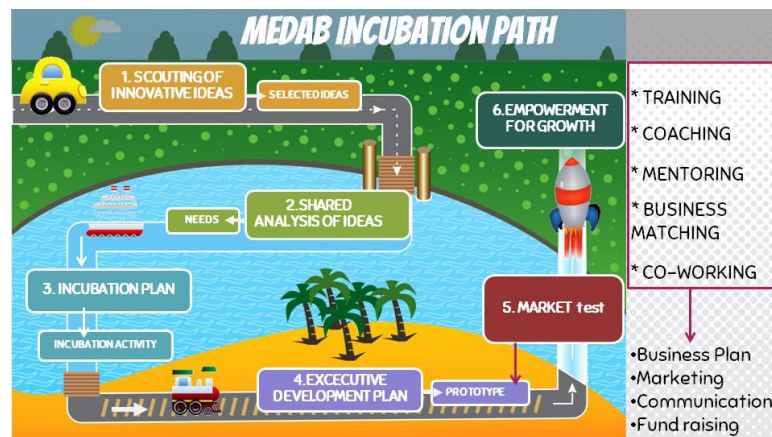 MEDAB INCUBATION PATH
1. SCOUTING OF
INNOVATIVE IDEAS
SELECTED IDEAS
6.EMPOWERMENT
FOR GROWTH
2.SHARED
ANALYSIS OF IDEAS
NEEDS
3. INCUBATION PLAN
INCUBATION ACTIVITY
4.EXCECUTIVE
DEVELOPMENT PLAN
PROTOTYPE
5. MARKET test
* TRAINING
* COACHING
* MENTORING
* BUSINESS
MATCHING
* CO-WORKING
•Business Plan
•Marketing
•Communication
•Fund raising